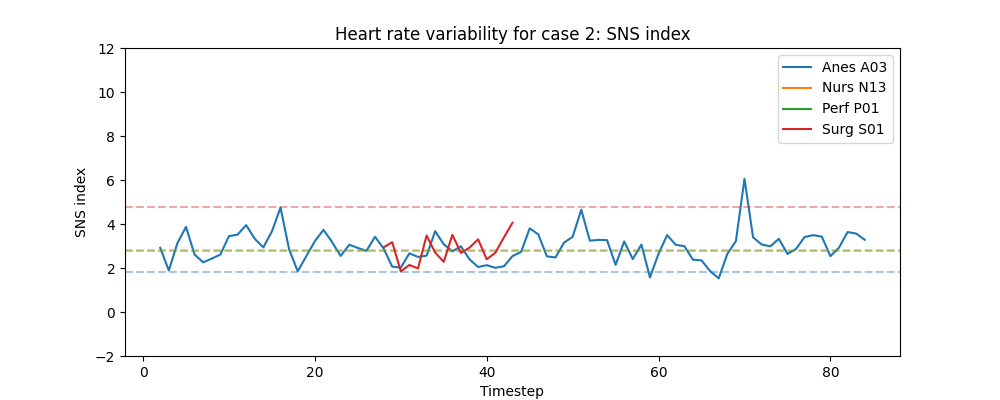 Heart rate variability for case 2: SNS index
12
10
8
6
4
2
0
−2
SNS index
Anes A03
Nurs N13
Perf P01
Surg S01
0 20 40 60 80
Timestep